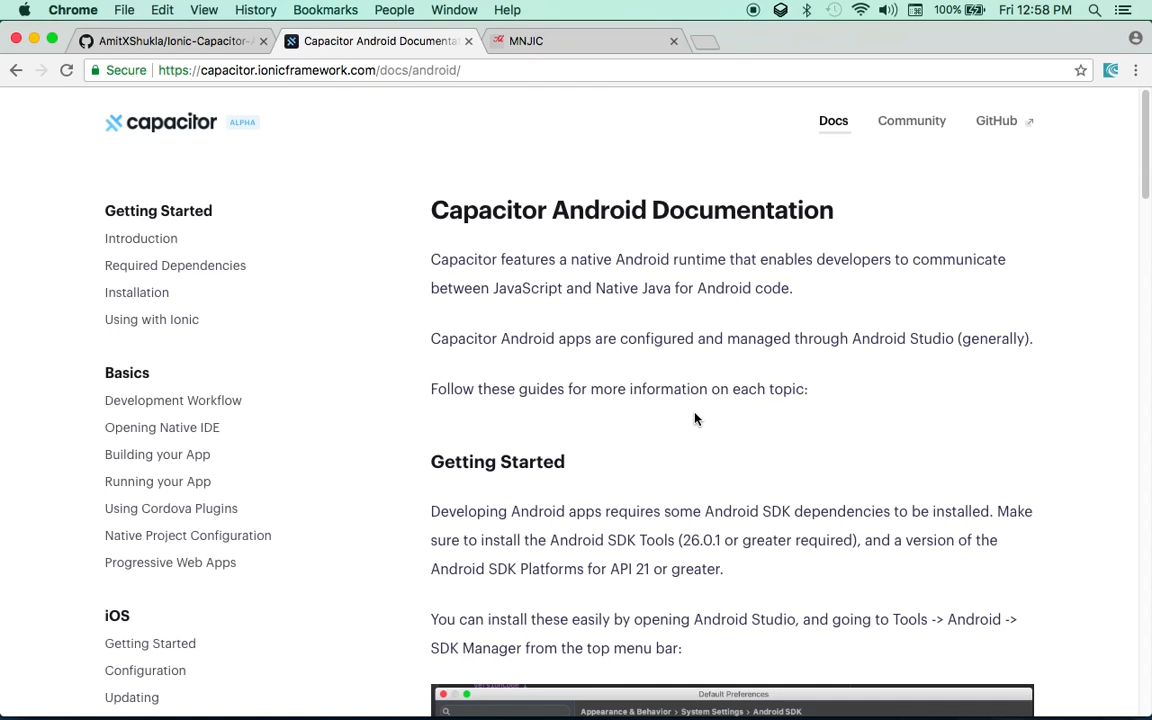 Chrome File Edit View History Bookmarks People Window Help 100% Fri 12:58 PM
AmitXShukla/Ionic-Capacitor- Capacitor Android Documenta MNJIC
Secure https://capacitor.ionicframework.com/docs/android/
capacitor ALPHA Docs Community GitHub
Getting Started
Introduction
Required Dependencies
Installation
Using with Ionic
Basics
Development Workflow
Opening Native IDE
Building your App
Running your App
Using Cordova Plugins
Native Project Configuration
Progressive Web Apps
iOS
Getting Started
Configuration
Updating
Capacitor Android Documentation
Capacitor features a native Android runtime that enables developers to communicate
between JavaScript and Native Java for Android code.
Capacitor Android apps are configured and managed through Android Studio (generally).
Follow these guides for more information on each topic:
Getting Started
Developing Android apps requires some Android SDK dependencies to be installed. Make
sure to install the Android SDK Tools (26.0.1 or greater required), and a version of the
Android SDK Platforms for API 21 or greater.
You can install these easily by opening Android Studio, and going to Tools -> Android ->
SDK Manager from the top menu bar:
Default Preferences
Appearance & Behavior > System Settings > Android SDK